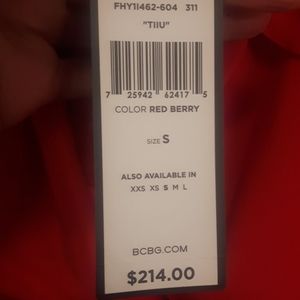 FHY1I462-604 311
"TIIU"
7 25942 62417 5
COLOR RED BERRY
SIZE S
ALSO AVAILABLE IN
XXS XS S M L
BCBG.COM
$214.00